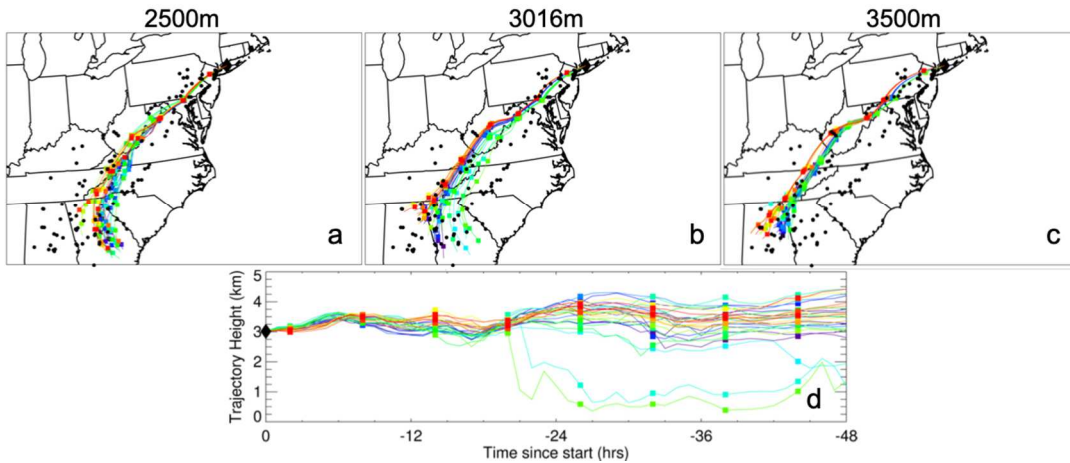 2500m 3016m 3500m
a b c
5
4
3
2
1
0
Trajectory Height (km)
d
0 -12 -24 -36 -48
Time since start (hrs)